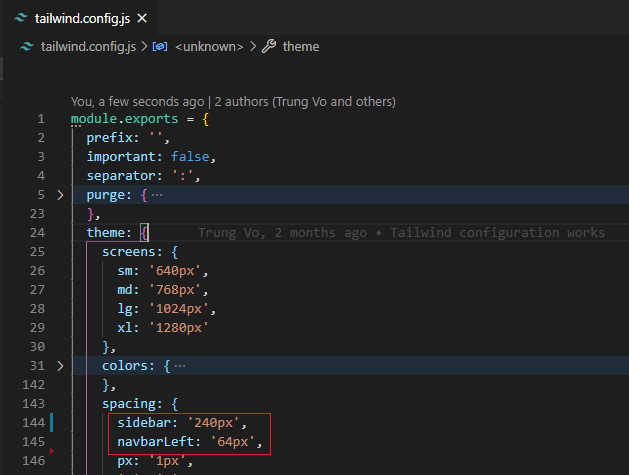 tailwind.config.js ×
tailwind.config.js > <unknown> > theme
You, a few seconds ago | 2 authors (Trung Vo and others)
1 module.exports = {
2 prefix: '',
3 important: false,
4 separator: ':',
5 > purge: { ⋯
23 },
24 theme: { Trung Vo, 2 months ago • Tailwind configuration works
25 screens: {
26 sm: '640px',
27 md: '768px',
28 lg: '1024px',
29 xl: '1280px'
30 },
31 > colors: { ⋯
142 },
143 spacing: {
144 sidebar: '240px',
145 navbarLeft: '64px',
146 px: '1px',